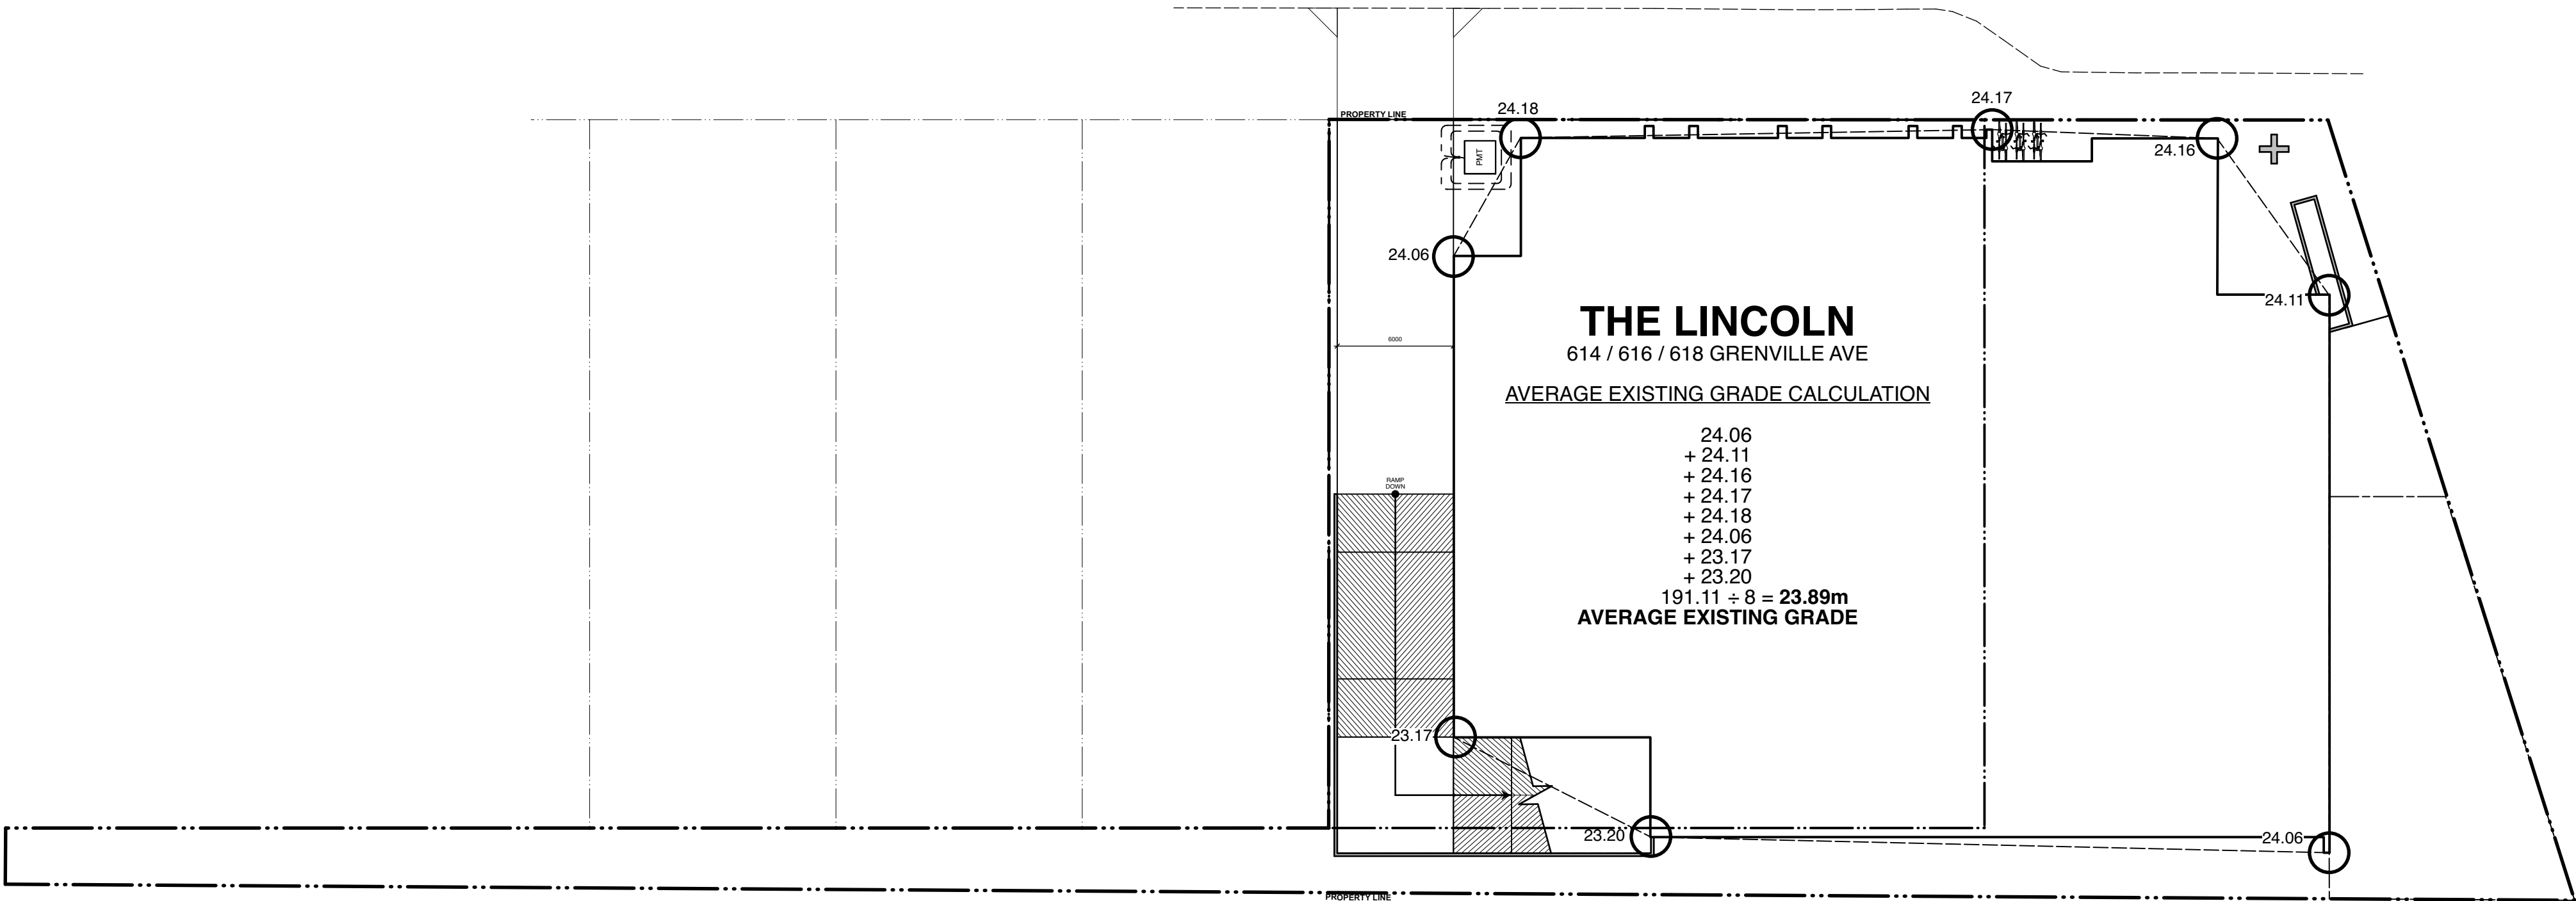 PROPERTY LINE
24.18
24.17
PMT
24.16
24.06
24.11
6000
THE LINCOLN
614 / 616 / 618 GRENVILLE AVE
AVERAGE EXISTING GRADE CALCULATION
24.06
+ 24.11
+ 24.16
+ 24.17
+ 24.18
+ 24.06
+ 23.17
+ 23.20
191.11 ÷ 8 = 23.89m
AVERAGE EXISTING GRADE
RAMP
DOWN
23.17
23.20
24.06
PROPERTY LINE